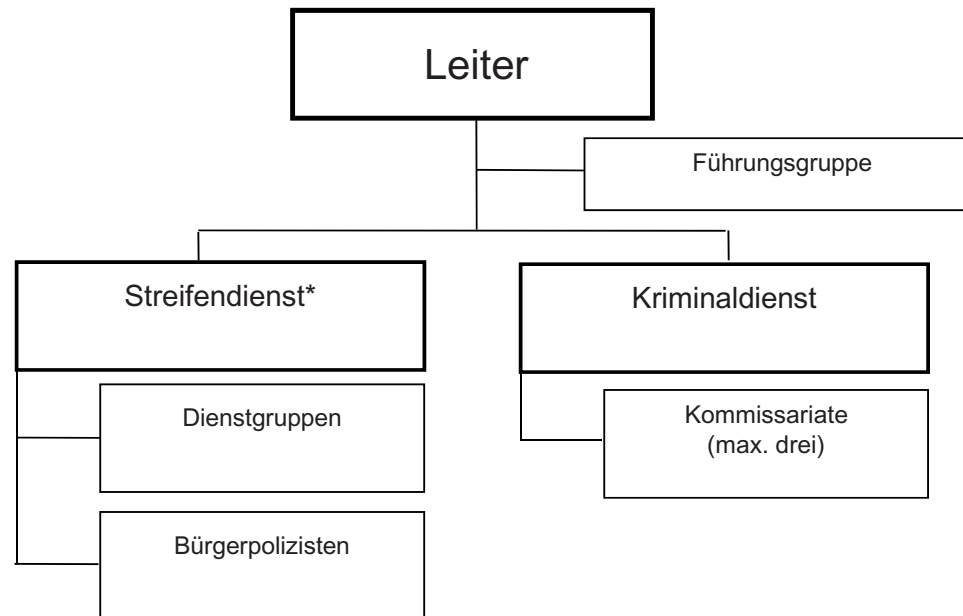 Leiter
Führungsgruppe
Streifendienst*
Kriminaldienst
Dienstgruppen
Kommissariate
(max. drei)
Bürgerpolizisten